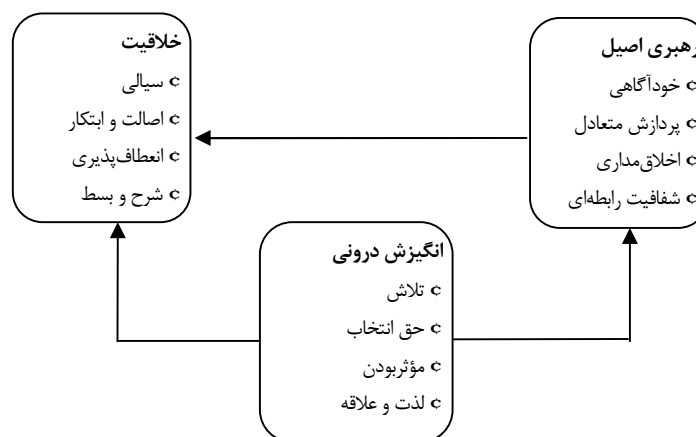 رهبری اصیل
خودآگاهی
پردازش متعادل
اخلاق‌مداری
شفافیت رابطه‌ای
خلاقیت
سیالی
اصالت و ابتکار
انعطاف‌پذیری
شرح و بسط
انگیزش درونی
تلاش
حق انتخاب
مؤثربودن
لذت و علاقه